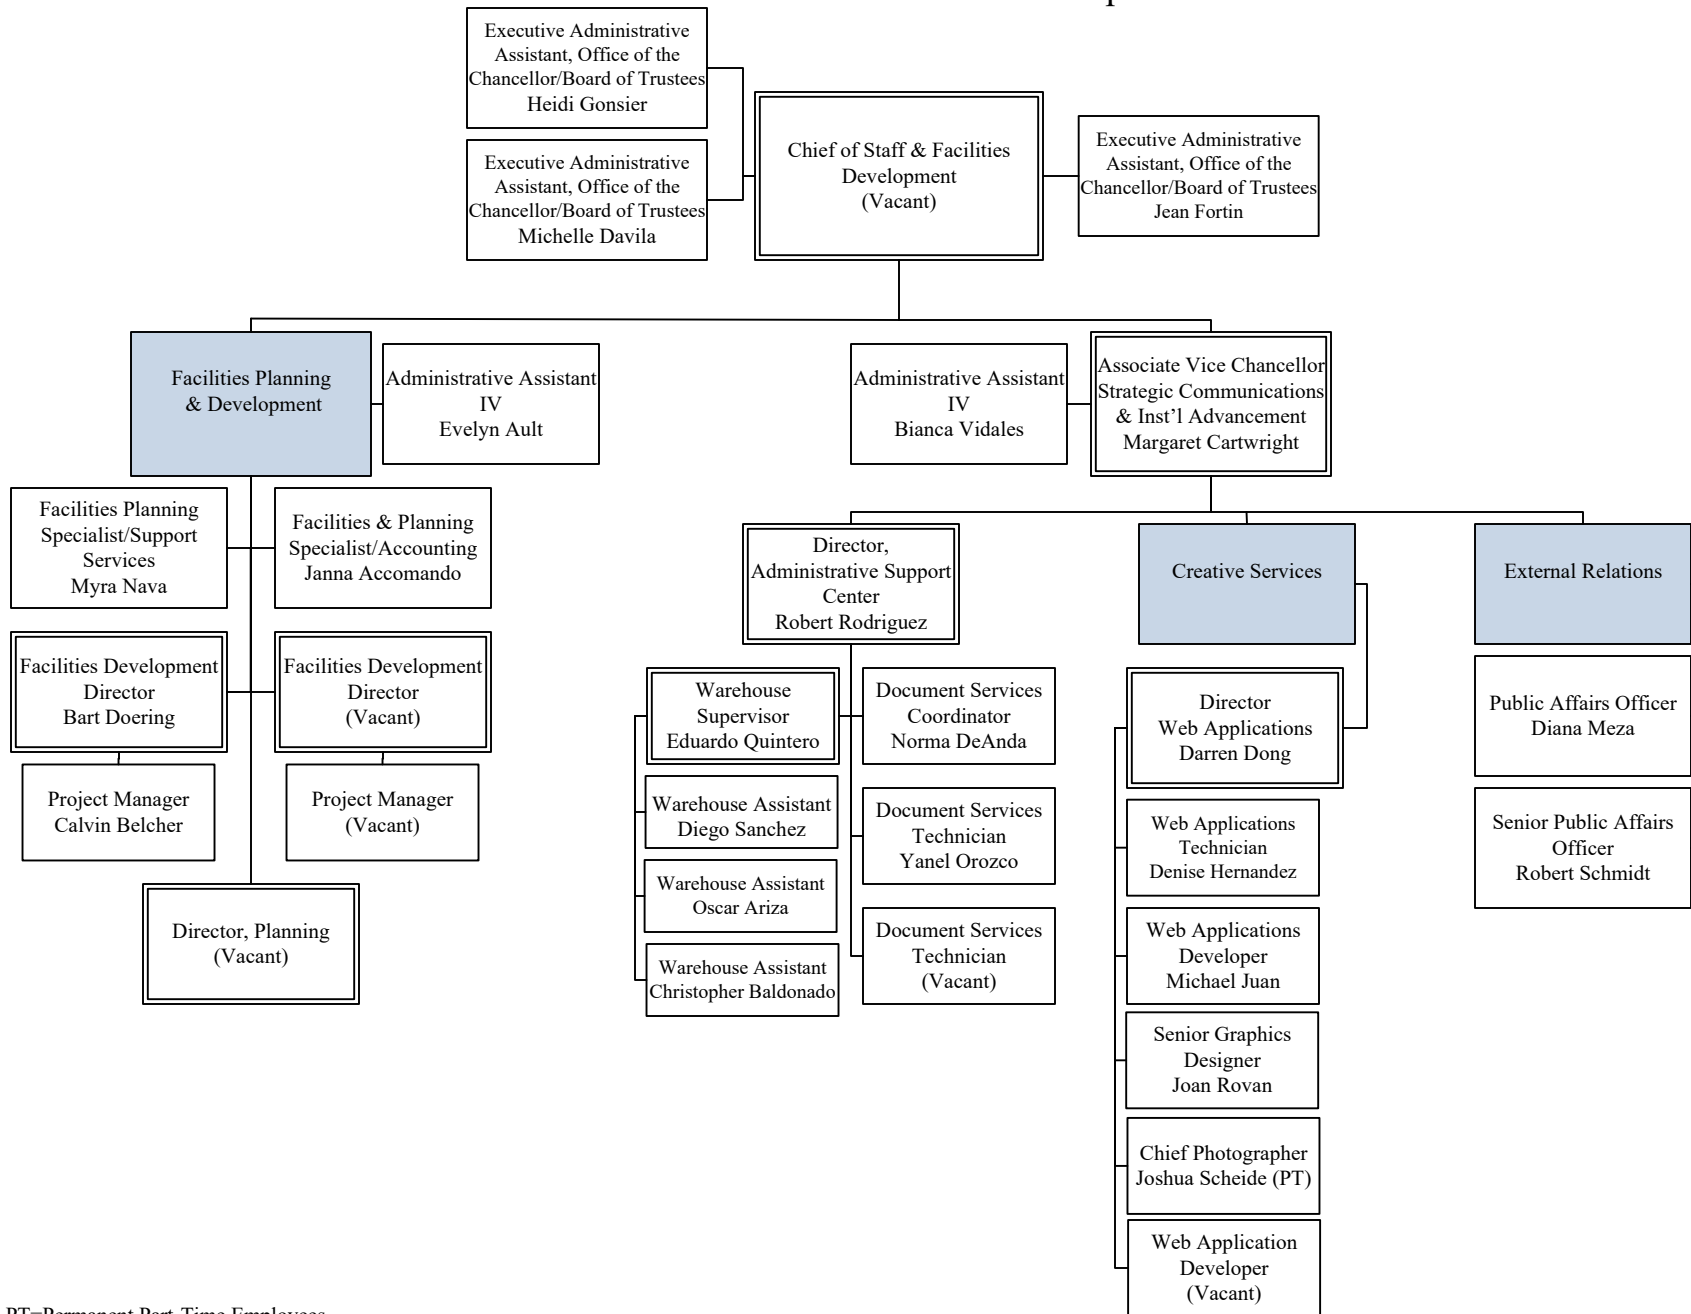 Executive Administrative
Assistant, Office of the
Chancellor/Board of Trustees
Heidi Gonsier
Executive Administrative
Assistant, Office of the
Chancellor/Board of Trustees
Michelle Davila
Chief of Staff & Facilities
Development
(Vacant)
Executive Administrative
Assistant, Office of the
Chancellor/Board of Trustees
Jean Fortin
Facilities Planning
& Development
Administrative Assistant
IV
Evelyn Ault
Administrative Assistant
IV
Bianca Vidales
Associate Vice Chancellor
Strategic Communications
& Inst'l Advancement
Margaret Cartwright
Facilities Planning
Specialist/Support
Services
Myra Nava
Facilities & Planning
Specialist/Accounting
Janna Accomando
Facilities Development
Director
Bart Doering
Facilities Development
Director
(Vacant)
Project Manager
Calvin Belcher
Project Manager
(Vacant)
Director, Planning
(Vacant)
Director,
Administrative Support
Center
Robert Rodriguez
Warehouse
Supervisor
Eduardo Quintero
Warehouse Assistant
Diego Sanchez
Warehouse Assistant
Oscar Ariza
Warehouse Assistant
Christopher Baldonado
Document Services
Coordinator
Norma DeAnda
Document Services
Technician
Yanel Orozco
Document Services
Technician
(Vacant)
Creative Services
Director
Web Applications
Darren Dong
Web Applications
Technician
Denise Hernandez
Web Applications
Developer
Michael Juan
Senior Graphics
Designer
Joan Rovan
Chief Photographer
Joshua Scheide (PT)
Web Application
Developer
(Vacant)
External Relations
Public Affairs Officer
Diana Meza
Senior Public Affairs
Officer
Robert Schmidt
PT=Permanent Part-Time Employees